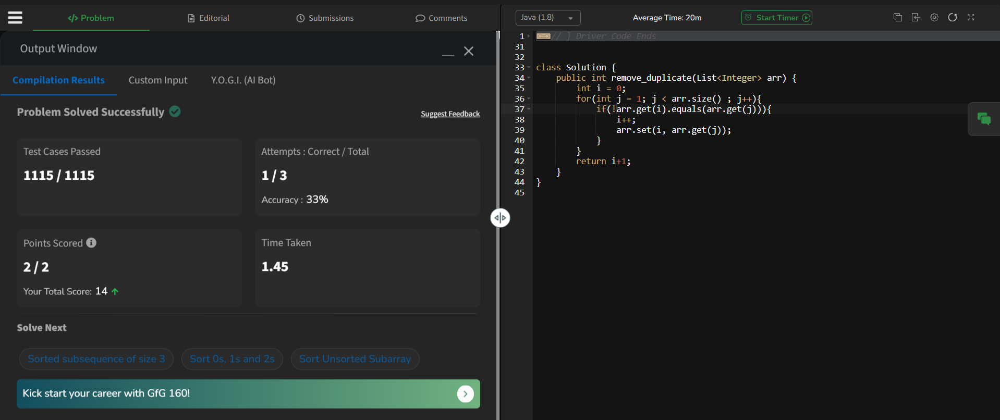 </> Problem
Editorial
Submissions
Comments
Output Window
Compilation Results
Custom Input
Y.O.G.I. (AI Bot)
Problem Solved Successfully
Suggest Feedback
Test Cases Passed
1115 / 1115
Attempts : Correct / Total
1 / 3
Accuracy : 33%
Points Scored
2 / 2
Your Total Score: 14
Time Taken
1.45
Solve Next
Sorted subsequence of size 3
Sort 0s, 1s and 2s
Sort Unsorted Subarray
Kick start your career with GfG 160!
Java (1.8)
Average Time: 20m
Start Timer
1 // } Driver Code Ends
31
32
33 class Solution {
34     public int remove_duplicate(List<Integer> arr) {
35         int i = 0;
36         for(int j = 1; j < arr.size() ; j++){
37             if(!arr.get(i).equals(arr.get(j))){
38                 i++;
39                 arr.set(i, arr.get(j));
40             }
41         }
42         return i+1;
43     }
44 }
45